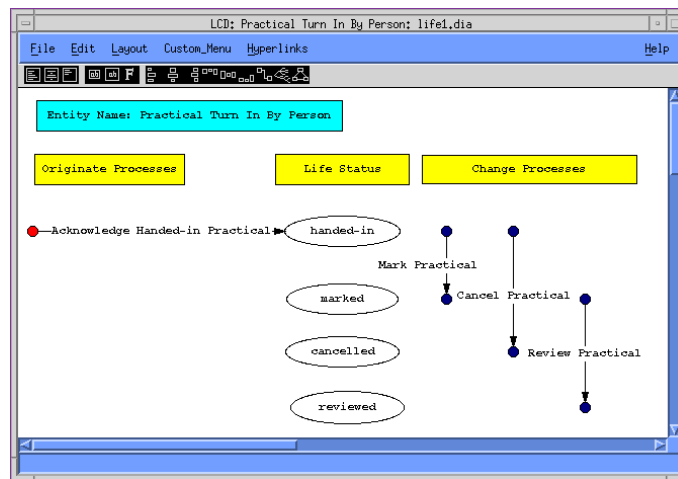 LCD: Practical Turn In By Person: life1.dia
File Edit Layout Custom_Menu Hyperlinks Help
Entity Name: Practical Turn In By Person
Originate Processes Life Status Change Processes
Acknowledge Handed-in Practical handed-in
Mark Practical
marked Cancel Practical
cancelled Review Practical
reviewed